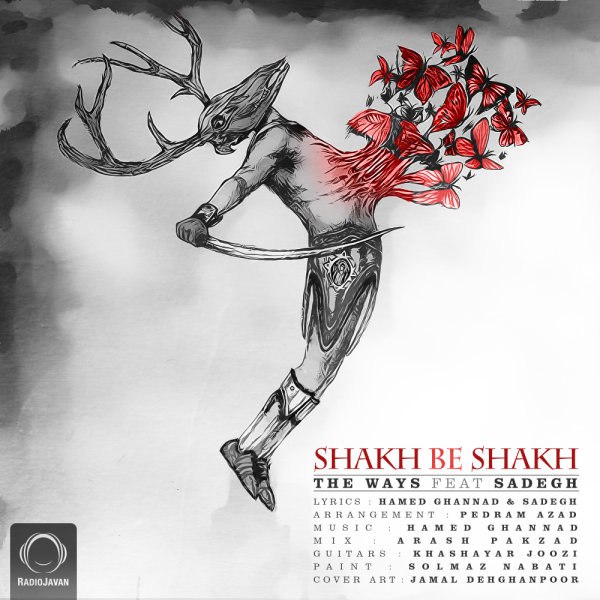 SHAKH BE SHAKH
THE WAYS FEAT SADEGH
LYRICS : HAMED GHANNAD & SADEGH
ARRANGEMENT : PEDRAM AZAD
MUSIC : HAMED GHANNAD
MIX : ARASH PAKZAD
GUITARS : KHASHAYAR JOOZI
PAINT : SOLMAZ NABATI
COVER ART : JAMAL DEHGHANPOOR
RADIOJAVAN